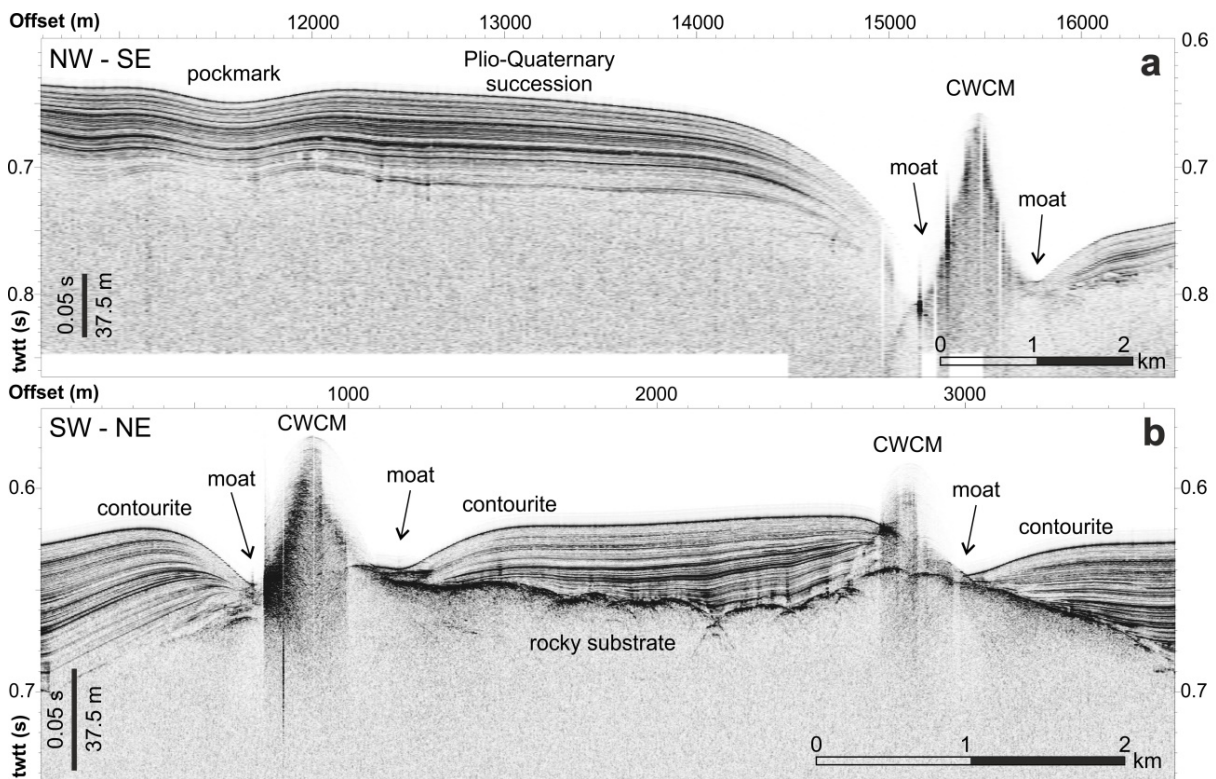 Offset (m) 12000 13000 14000 15000 16000
0.6
NW - SE
pockmark
Plio-Quaternary
succession
a
CWCM
0.7
moat
moat
0.7
0.05 s
37.5 m
0.8
0.8
twtt (s)
0 1 2
km
Offset (m) 1000 2000 3000
SW - NE
CWCM
b
CWCM
moat
moat
0.6
contourite
contourite
moat
0.6
contourite
rocky substrate
0.7
0.7
0.05 s
37.5 m
twtt (s)
0 1 2
km